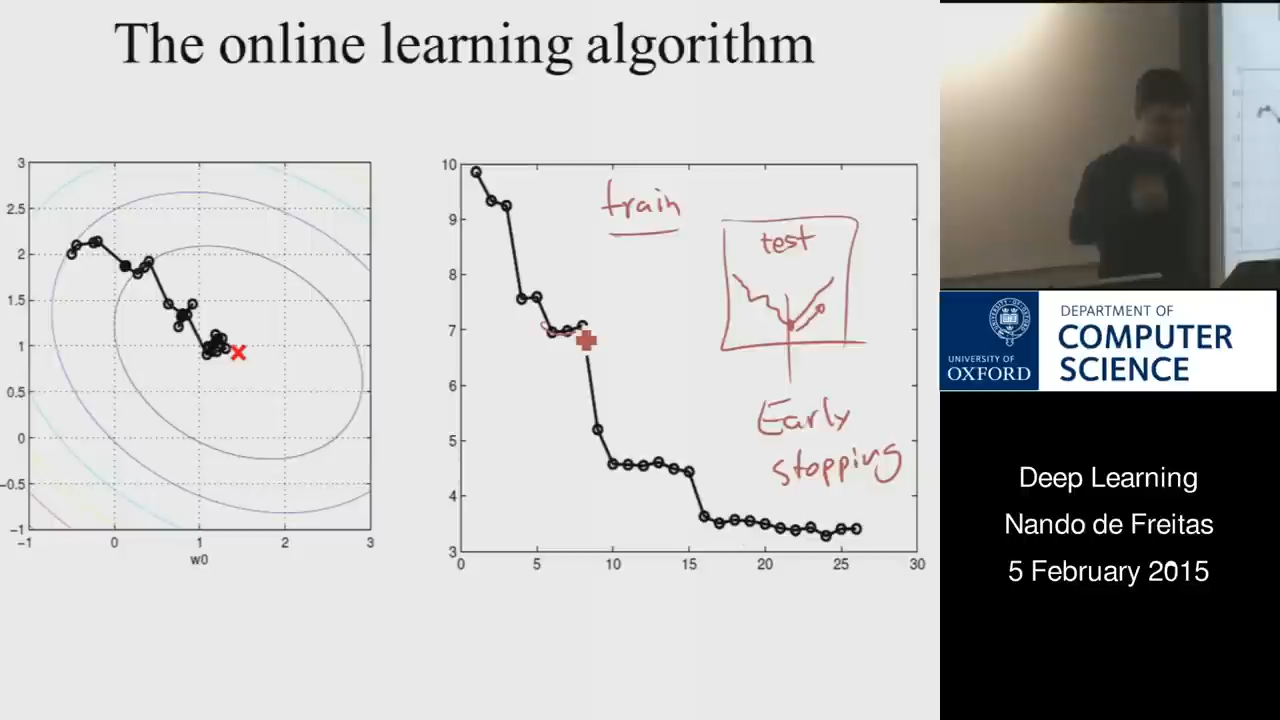 The online learning algorithm
3
2.5
2
1.5
1
0.5
0
−0.5
−1
−1
0
1
2
3
w0
10
9
8
7
6
5
4
3
0
5
10
15
20
25
30
train
test
Early
stopping
UNIVERSITY OF
OXFORD
DEPARTMENT OF
COMPUTER
SCIENCE
Deep Learning
Nando de Freitas
5 February 2015